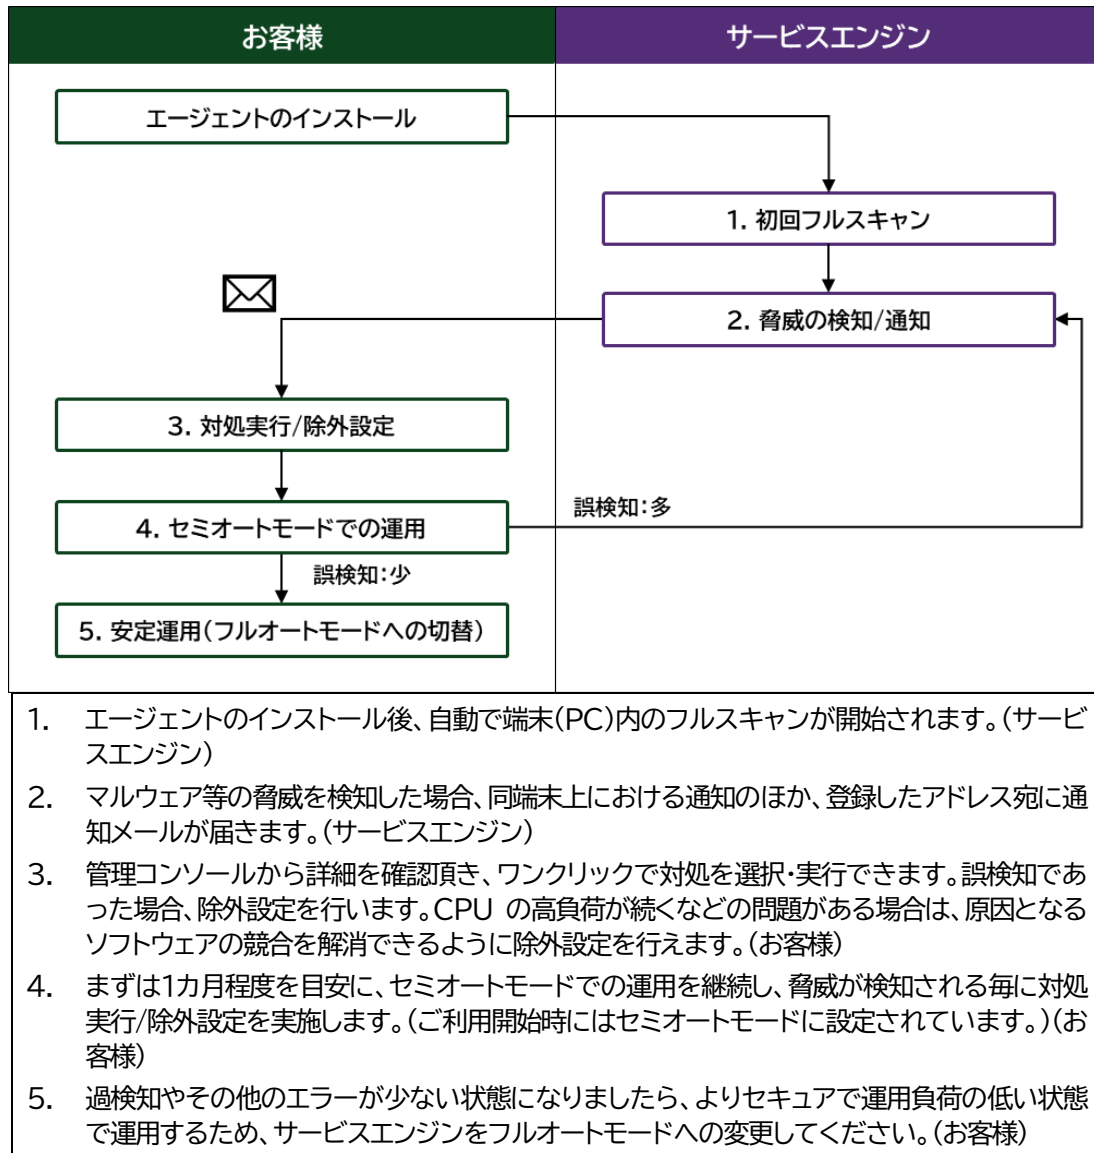 お客様
サービスエンジン
エージェントのインストール
1. 初回フルスキャン
2. 脅威の検知/通知
3. 対処実行/除外設定
4. セミオートモードでの運用
誤検知:多
誤検知:少
5. 安定運用(フルオートモードへの切替)
1. エージェントのインストール後、自動で端末(PC)内のフルスキャンが開始されます。(サービ
スエンジン)
2. マルウェア等の脅威を検知した場合、同端末上における通知のほか、登録したアドレス宛に通
知メールが届きます。(サービスエンジン)
3. 管理コンソールから詳細を確認頂き、ワンクリックで対処を選択・実行できます。誤検知であ
った場合、除外設定を行います。CPU の高負荷が続くなどの問題がある場合は、原因となる
ソフトウェアの競合を解消できるように除外設定を行えます。(お客様)
4. まずは1カ月程度を目安に、セミオートモードでの運用を継続し、脅威が検知される毎に対処
実行/除外設定を実施します。(ご利用開始時にはセミオートモードに設定されています。)(お
客様)
5. 過検知やその他のエラーが少ない状態になりましたら、よりセキュアで運用負荷の低い状態
で運用するため、サービスエンジンをフルオートモードへの変更してください。(お客様)